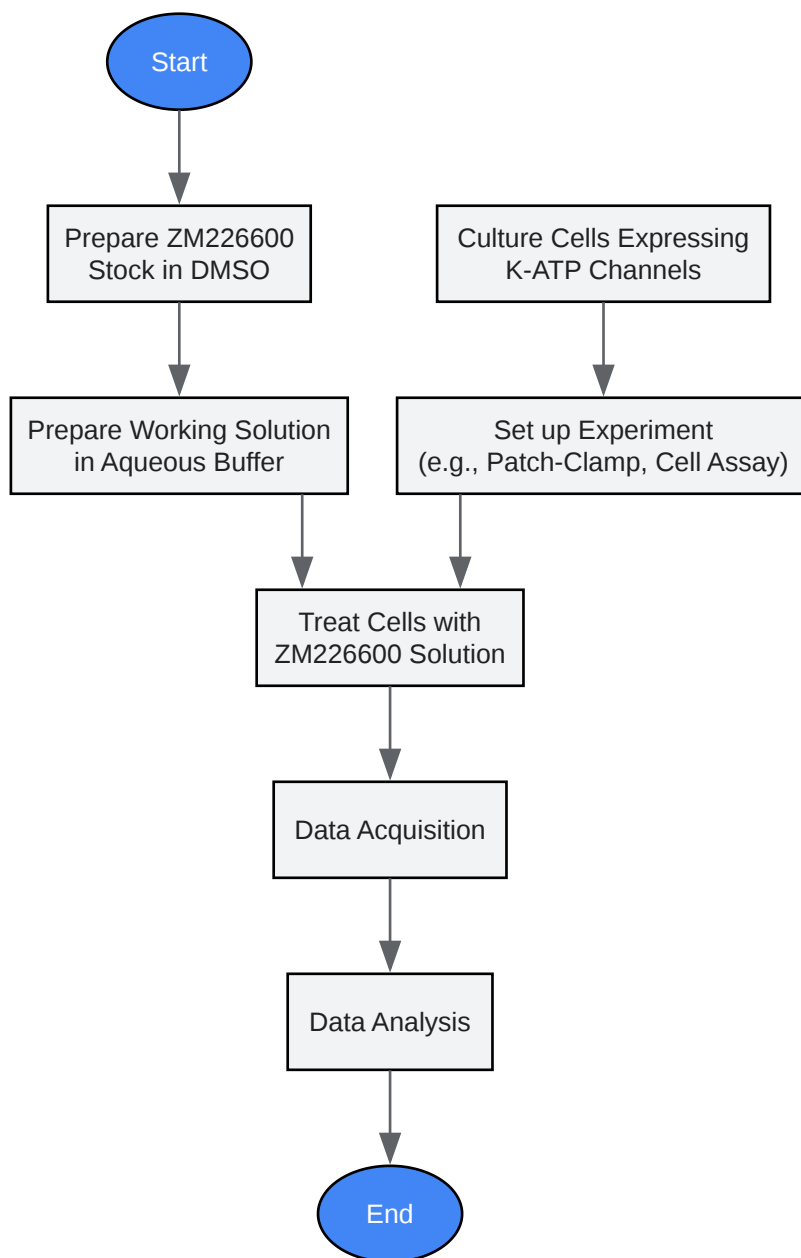 Start
Prepare ZM226600
Stock in DMSO
Culture Cells Expressing
K-ATP Channels
Prepare Working Solution
in Aqueous Buffer
Set up Experiment
(e.g., Patch-Clamp, Cell Assay)
Treat Cells with
ZM226600 Solution
Data Acquisition
Data Analysis
End